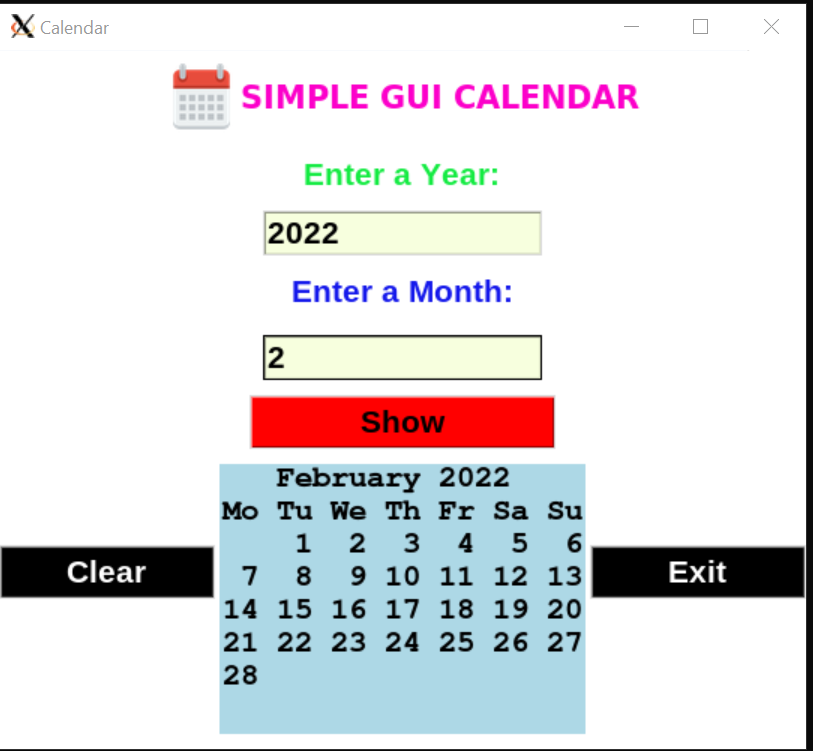 Calendar
SIMPLE GUI CALENDAR
Enter a Year:
2022
Enter a Month:
2
Show
February 2022
Mo Tu We Th Fr Sa Su
1 2 3 4 5 6
7 8 9 10 11 12 13
14 15 16 17 18 19 20
21 22 23 24 25 26 27
28
Clear
Exit